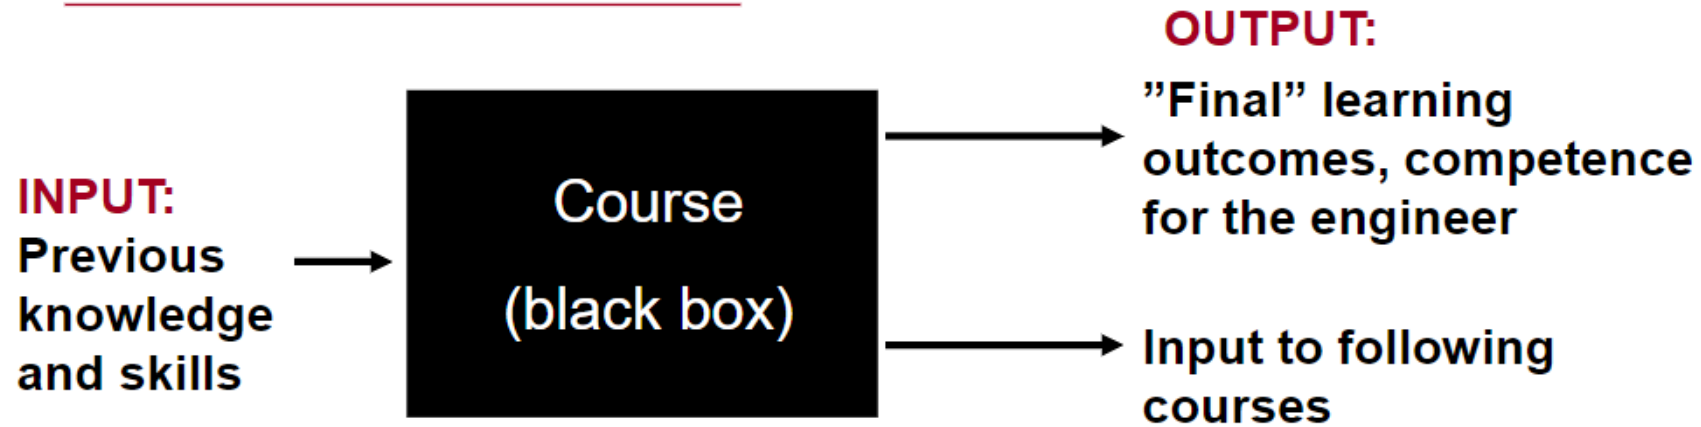 INPUT:
Previous
knowledge
and skills
Course
(black box)
OUTPUT:
”Final” learning
outcomes, competence
for the engineer
Input to following
courses